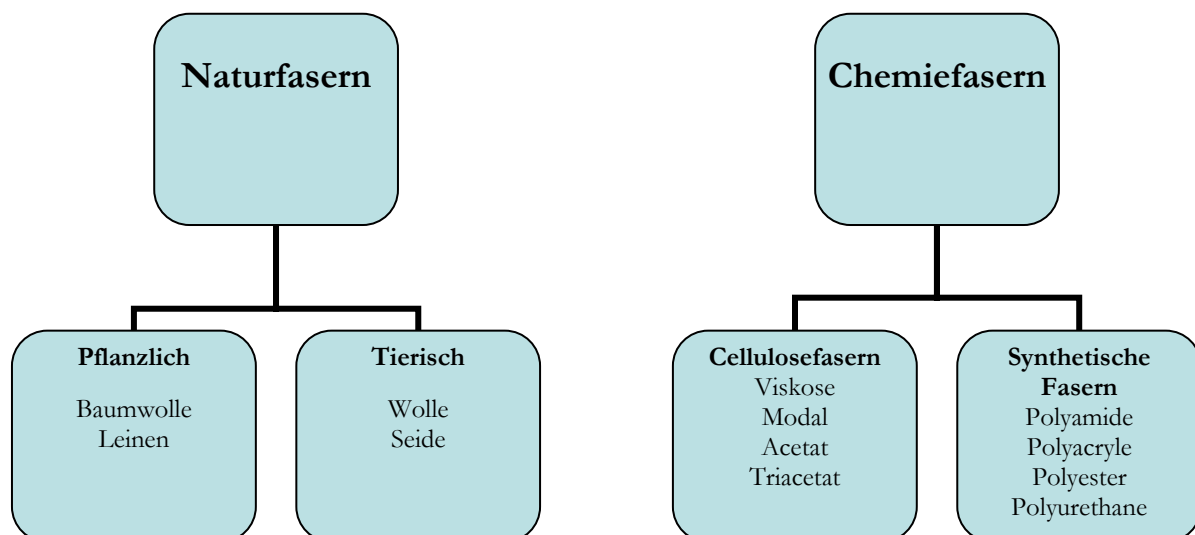 Naturfasern
Chemiefasern
Pflanzlich
Baumwolle
Leinen
Tierisch
Wolle
Seide
Cellulosefasern
Viskose
Modal
Acetat
Triacetat
Synthetische
Fasern
Polyamide
Polyacryle
Polyester
Polyurethane